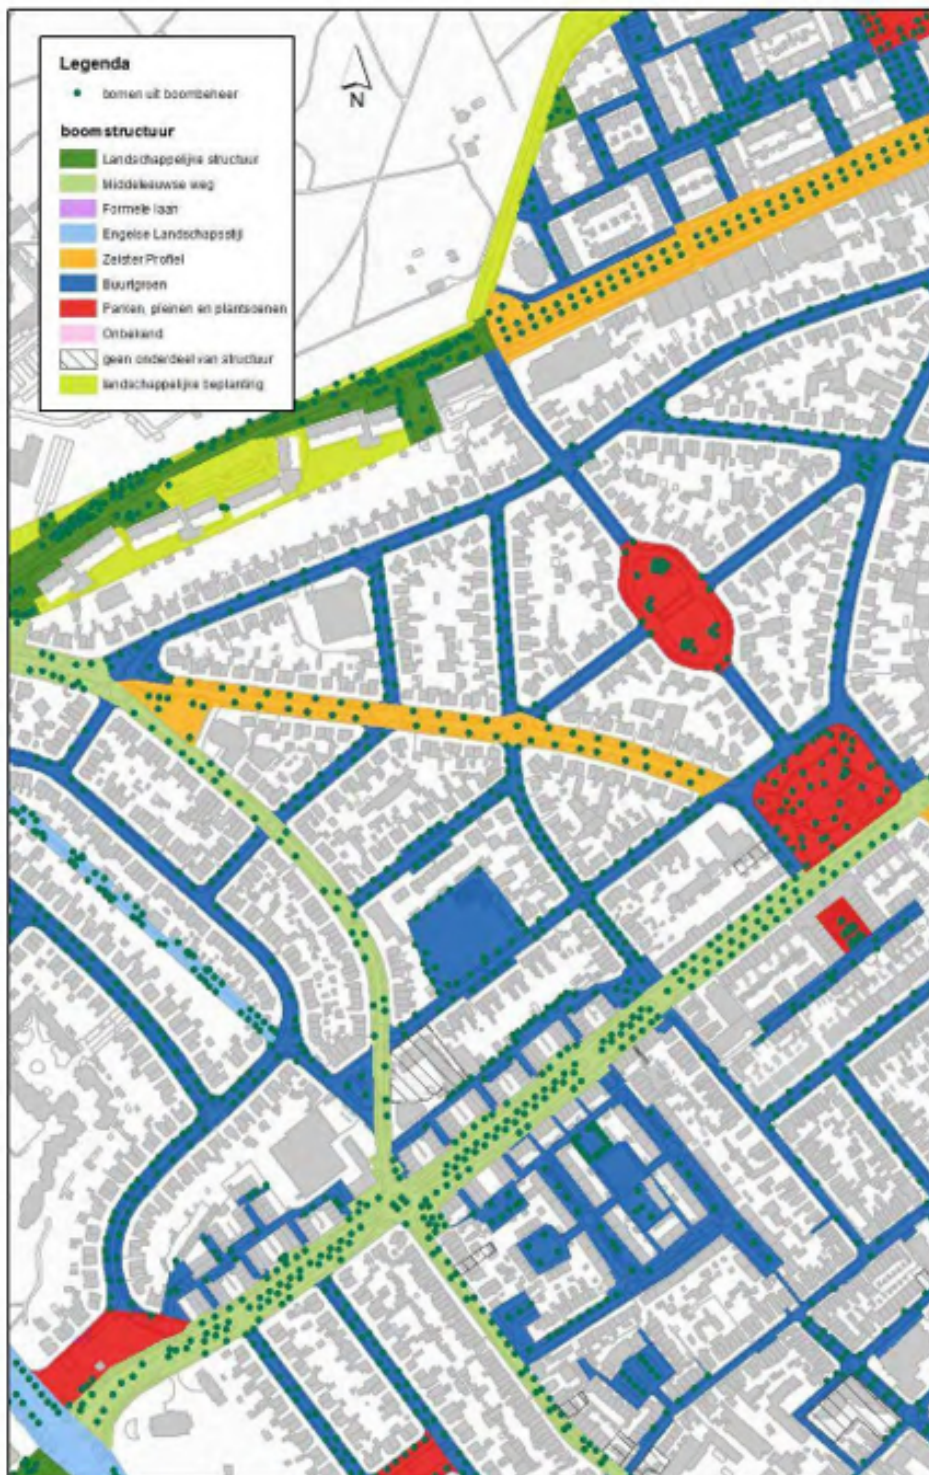 Legenda
bomen uit boombeheer
N
boomstructuur
Landschappelijke structuur
Middeleeuwse weg
Formele laan
Engelse Landschapsstijl
Zeister Profiel
Buurtgroen
Parken, pleinen en plantsoenen
Onbekend
geen onderdeel van structuur
landschappelijke beplanting